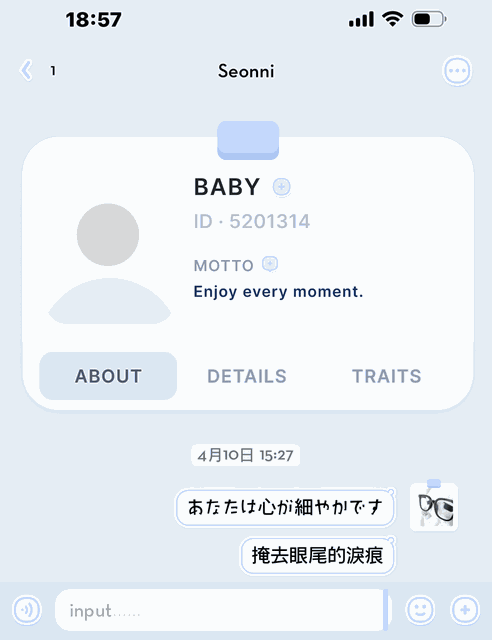 18:57
1
Seonni
BABY
ID · 5201314
MOTTO
Enjoy every moment.
ABOUT
DETAILS
TRAITS
4月10日 15:27
あなたは心が細やかです
掩去眼尾的淚痕
input......